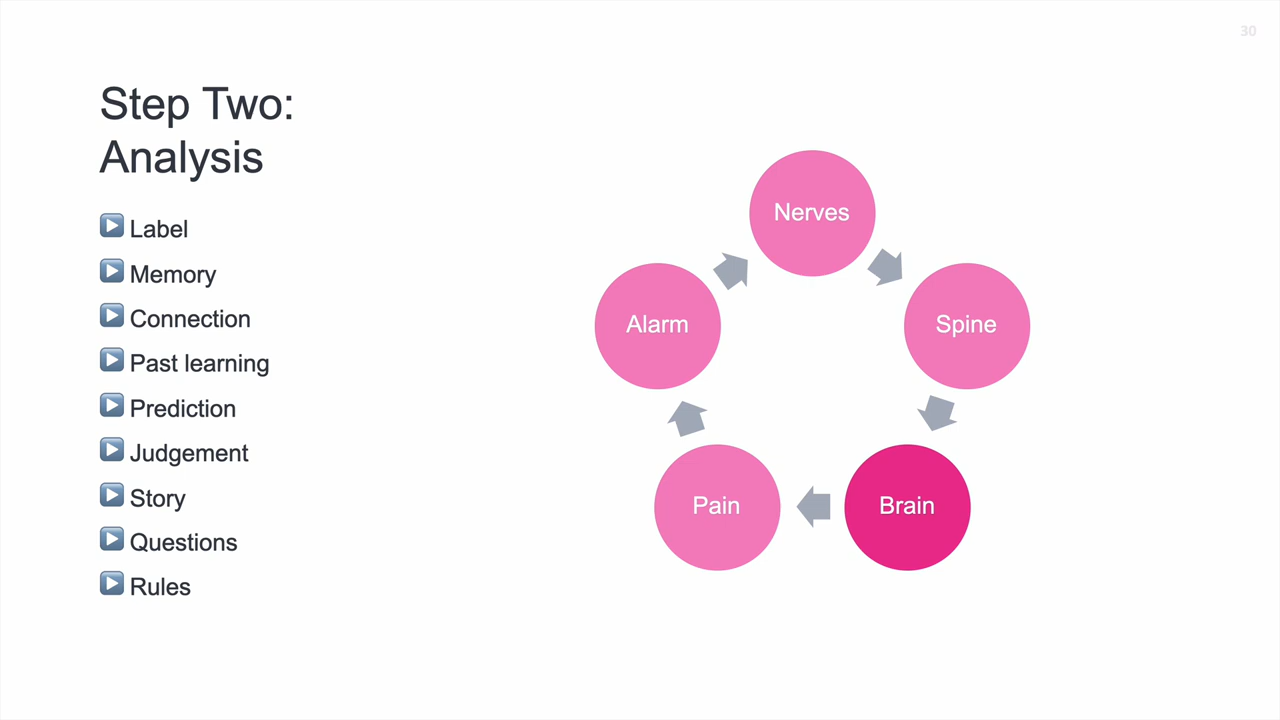 30
Step Two:
Analysis
Label
Memory
Connection
Past learning
Prediction
Judgement
Story
Questions
Rules
Nerves
Spine
Brain
Pain
Alarm